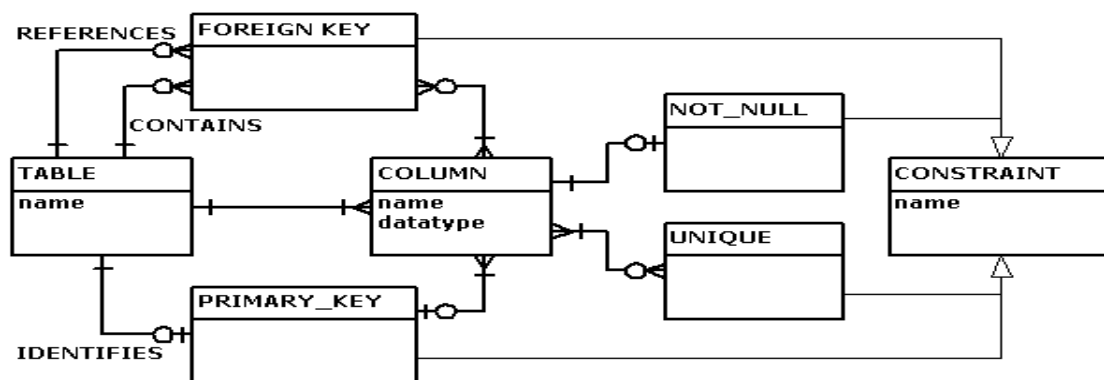 FOREIGN KEY
REFERENCES
CONTAINS
NOT_NULL
TABLE
name
COLUMN
name
datatype
CONSTRAINT
name
UNIQUE
PRIMARY_KEY
IDENTIFIES